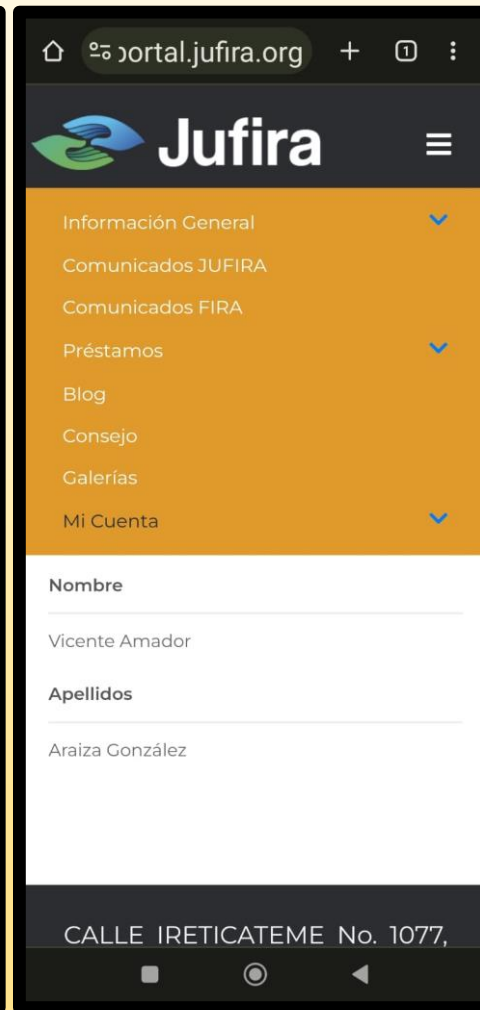 portal.jufira.org
1
Jufira
Información General
Comunicados JUFIRA
Comunicados FIRA
Préstamos
Blog
Consejo
Galerías
Mi Cuenta
Nombre
Vicente Amador
Apellidos
Araiza González
CALLE IRETICATEME No. 1077,